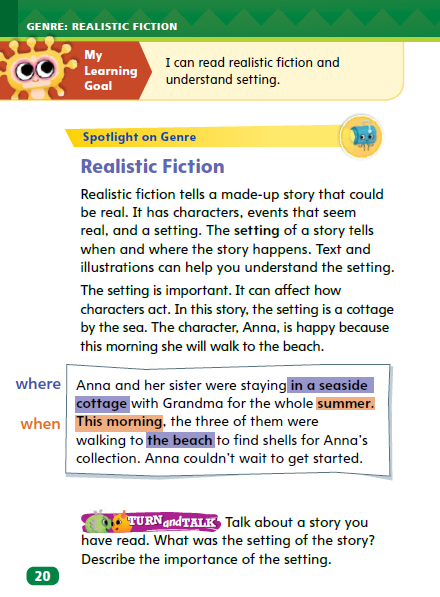 GENRE: REALISTIC FICTION
My
Learning
Goal
I can read realistic fiction and
understand setting.
Spotlight on Genre
Realistic Fiction
Realistic fiction tells a made-up story that could
be real. It has characters, events that seem
real, and a setting. The setting of a story tells
when and where the story happens. Text and
illustrations can help you understand the setting.
The setting is important. It can affect how
characters act. In this story, the setting is a cottage
by the sea. The character, Anna, is happy because
this morning she will walk to the beach.
where
Anna and her sister were staying in a seaside
cottage with Grandma for the whole summer.
when
This morning, the three of them were
walking to the beach to find shells for Anna's
collection. Anna couldn't wait to get started.
TURN and TALK Talk about a story you
have read. What was the setting of the story?
Describe the importance of the setting.
20